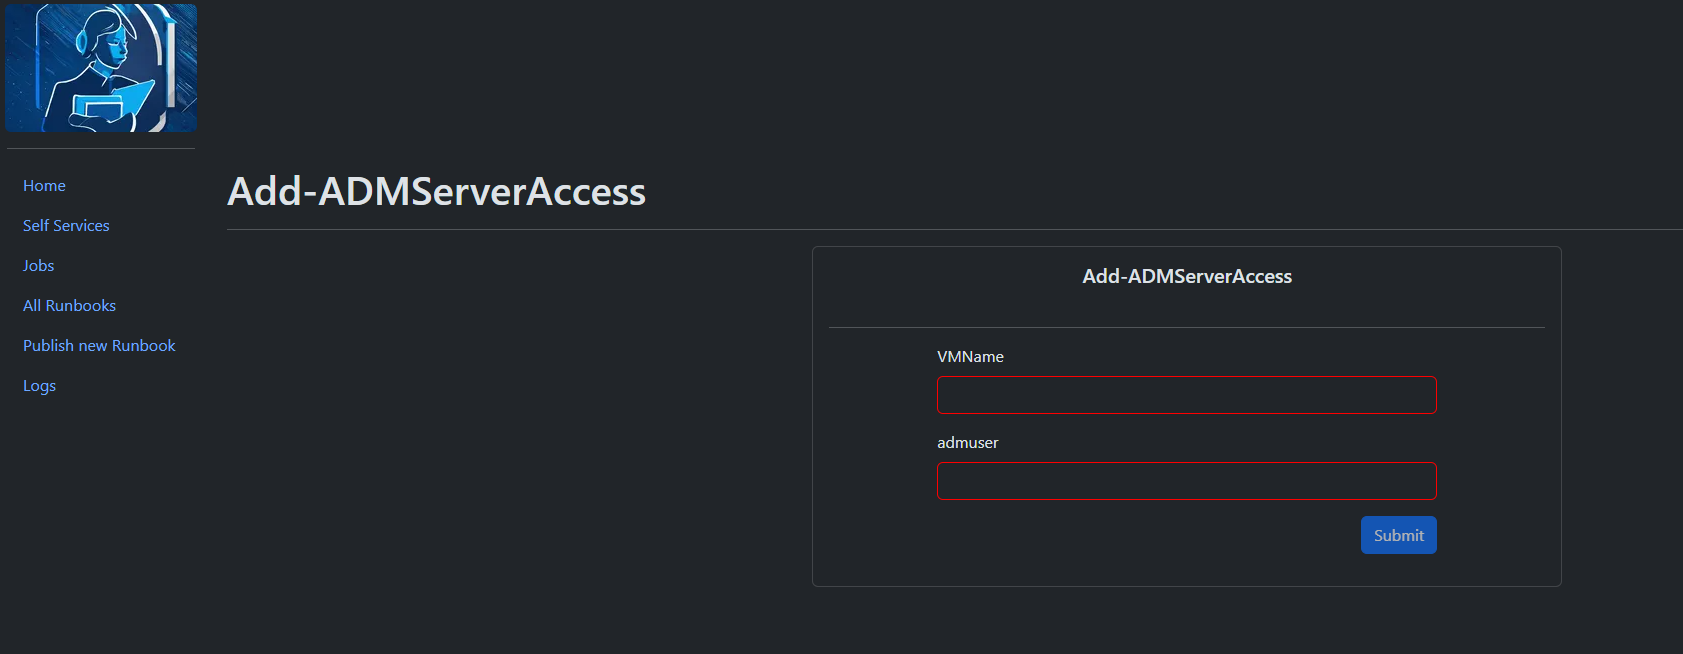 Home
Self Services
Jobs
All Runbooks
Publish new Runbook
Logs
Add-ADMServerAccess
Add-ADMServerAccess
VMName
admuser
Submit